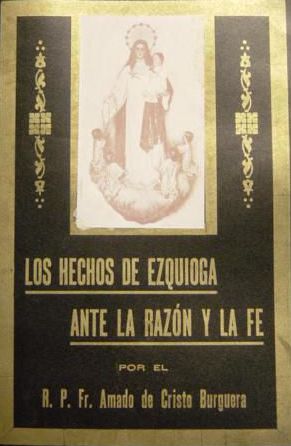 LOS HECHOS DE EZQUIOGA
ANTE LA RAZÓN Y LA FE
POR EL
R. P. Fr. Amado de Cristo Burguera